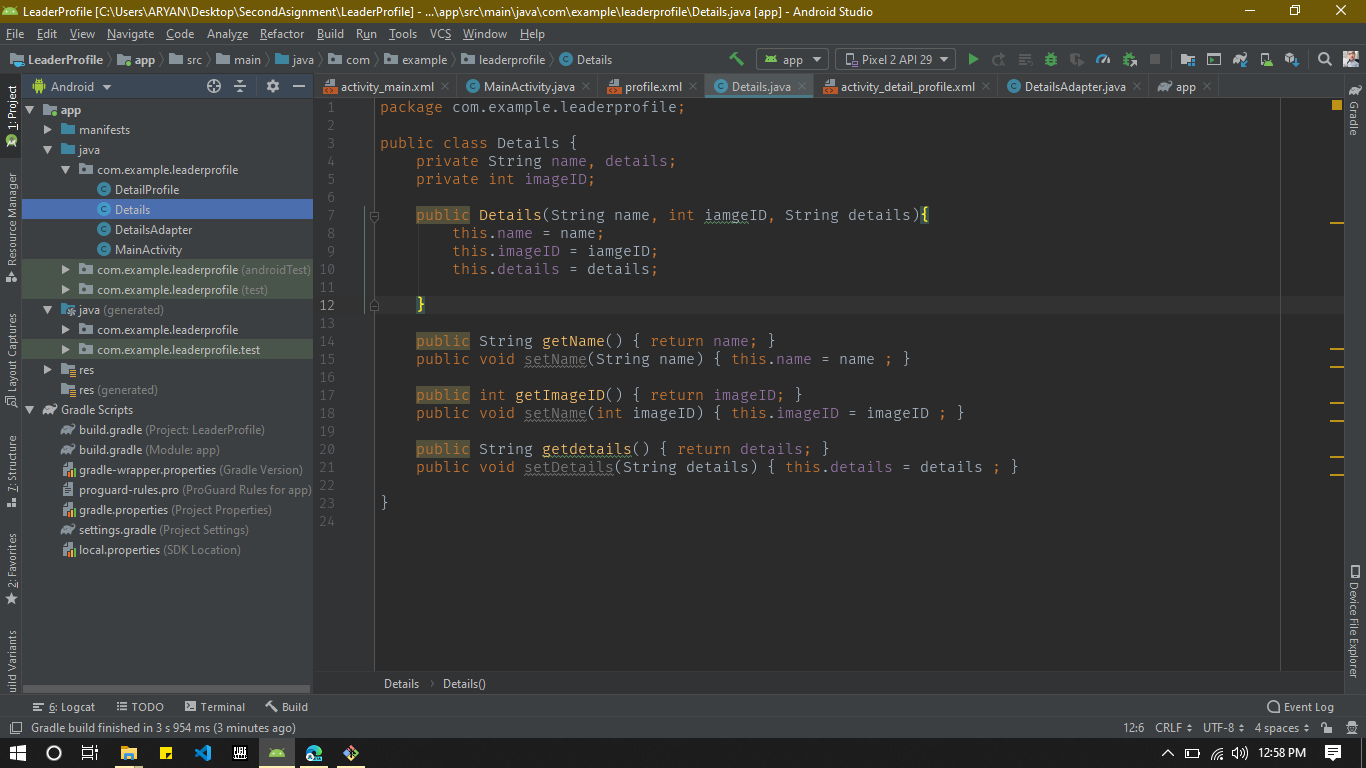 LeaderProfile [C:\Users\ARYAN\Desktop\SecondAsignment\LeaderProfile] - ...\app\src\main\java\com\example\leaderprofile\Details.java [app] - Android Studio
File Edit View Navigate Code Analyze Refactor Build Run Tools VCS Window Help
LeaderProfile app src main java com example leaderprofile Details app Pixel 2 API 29
1: Project
Resource Manager
Layout Captures
7: Structure
2: Favorites
uild Variants
Android
app
manifests
java
com.example.leaderprofile
DetailProfile
Details
DetailsAdapter
MainActivity
com.example.leaderprofile (androidTest)
com.example.leaderprofile (test)
java (generated)
com.example.leaderprofile
com.example.leaderprofile.test
res
res (generated)
Gradle Scripts
build.gradle (Project: LeaderProfile)
build.gradle (Module: app)
gradle-wrapper.properties (Gradle Version)
proguard-rules.pro (ProGuard Rules for app)
gradle.properties (Project Properties)
settings.gradle (Project Settings)
local.properties (SDK Location)
activity_main.xml MainActivity.java profile.xml Details.java activity_detail_profile.xml DetailsAdapter.java app
1 package com.example.leaderprofile;
2
3 public class Details {
4 private String name, details;
5 private int imageID;
6
7 public Details(String name, int iamgeID, String details){
8 this.name = name;
9 this.imageID = iamgeID;
10 this.details = details;
11
12 }
13
14 public String getName() { return name; }
15 public void setName(String name) { this.name = name ; }
16
17 public int getImageID() { return imageID; }
18 public void setName(int imageID) { this.imageID = imageID ; }
19
20 public String getdetails() { return details; }
21 public void setDetails(String details) { this.details = details ; }
22
23 }
24
Gradle
Device File Explorer
Details Details()
6: Logcat TODO Terminal Build Event Log
Gradle build finished in 3 s 954 ms (3 minutes ago) 12:6 CRLF UTF-8 4 spaces
12:58 PM